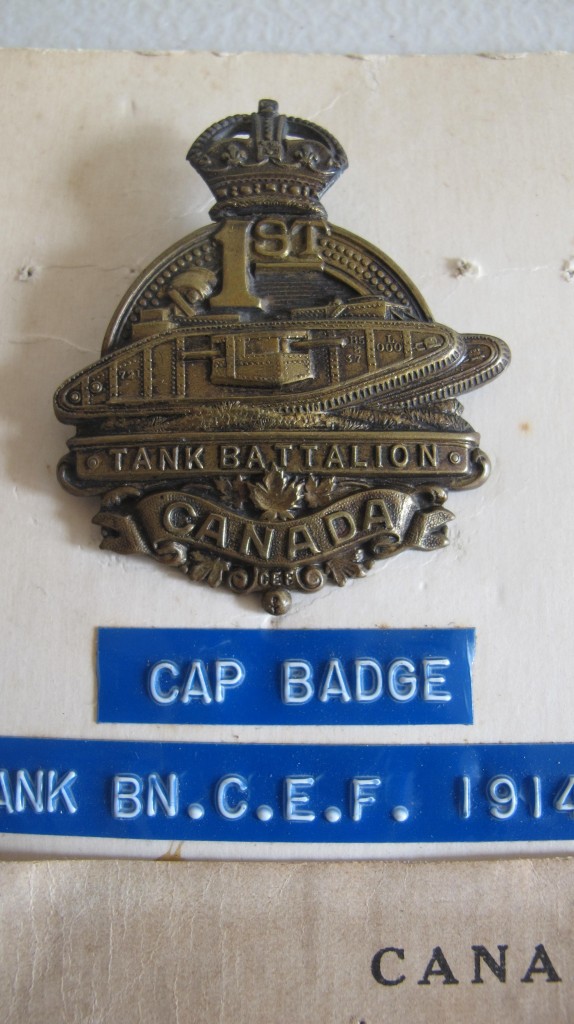 1ST
TANK BATTALION
CANADA
CEF
CAP BADGE
ANK BN.C.E.F. 1914
CANA